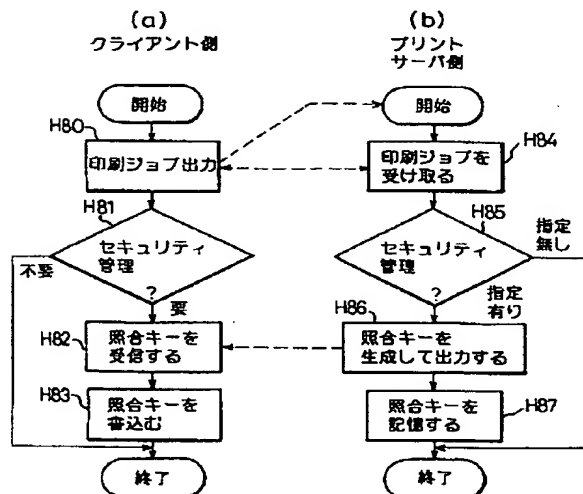 (a)
クライアント側
開始
H80
印刷ジョブ出力
H81
セキュリティ
管理
?
不要
要
H82
照合キーを
受信する
H83
照合キーを
書込む
終了
(b)
プリント
サーバ側
開始
H84
印刷ジョブを
受け取る
H85
セキュリティ
管理
?
指定
無し
指定
有り
H86
照合キーを
生成して出力する
H87
照合キーを
記憶する
終了